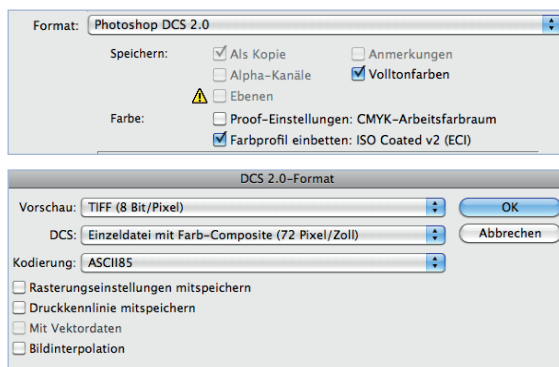 Format: Photoshop DCS 2.0
Speichern: Als Kopie Anmerkungen
Alpha-Kanäle Volltonfarben
Ebenen
Farbe: Proof-Einstellungen: CMYK-Arbeitsfarbraum
Farbprofil einbetten: ISO Coated v2 (ECI)
DCS 2.0-Format
Vorschau: TIFF (8 Bit/Pixel) OK
DCS: Einzeldatei mit Farb-Composite (72 Pixel/Zoll) Abbrechen
Kodierung: ASCII85
Rasterungseinstellungen mitspeichern
Druckkennlinie mitspeichern
Mit Vektordaten
Bildinterpolation